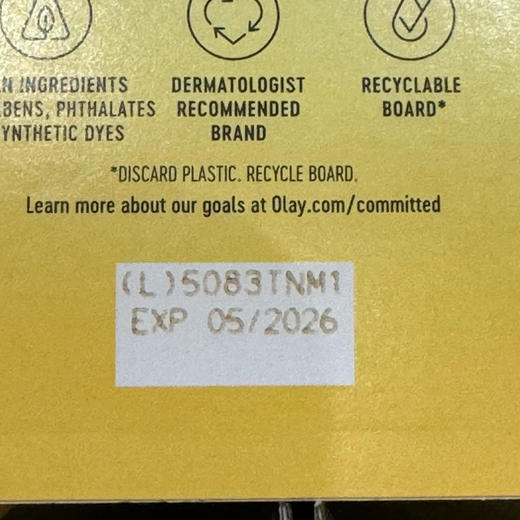 N INGREDIENTS
BENS, PHTHALATES
YNTHETIC DYES
DERMATOLOGIST
RECOMMENDED
BRAND
RECYCLABLE
BOARD*
*DISCARD PLASTIC. RECYCLE BOARD.
Learn more about our goals at Olay.com/committed
(L)5083TNM1
EXP 05/2026